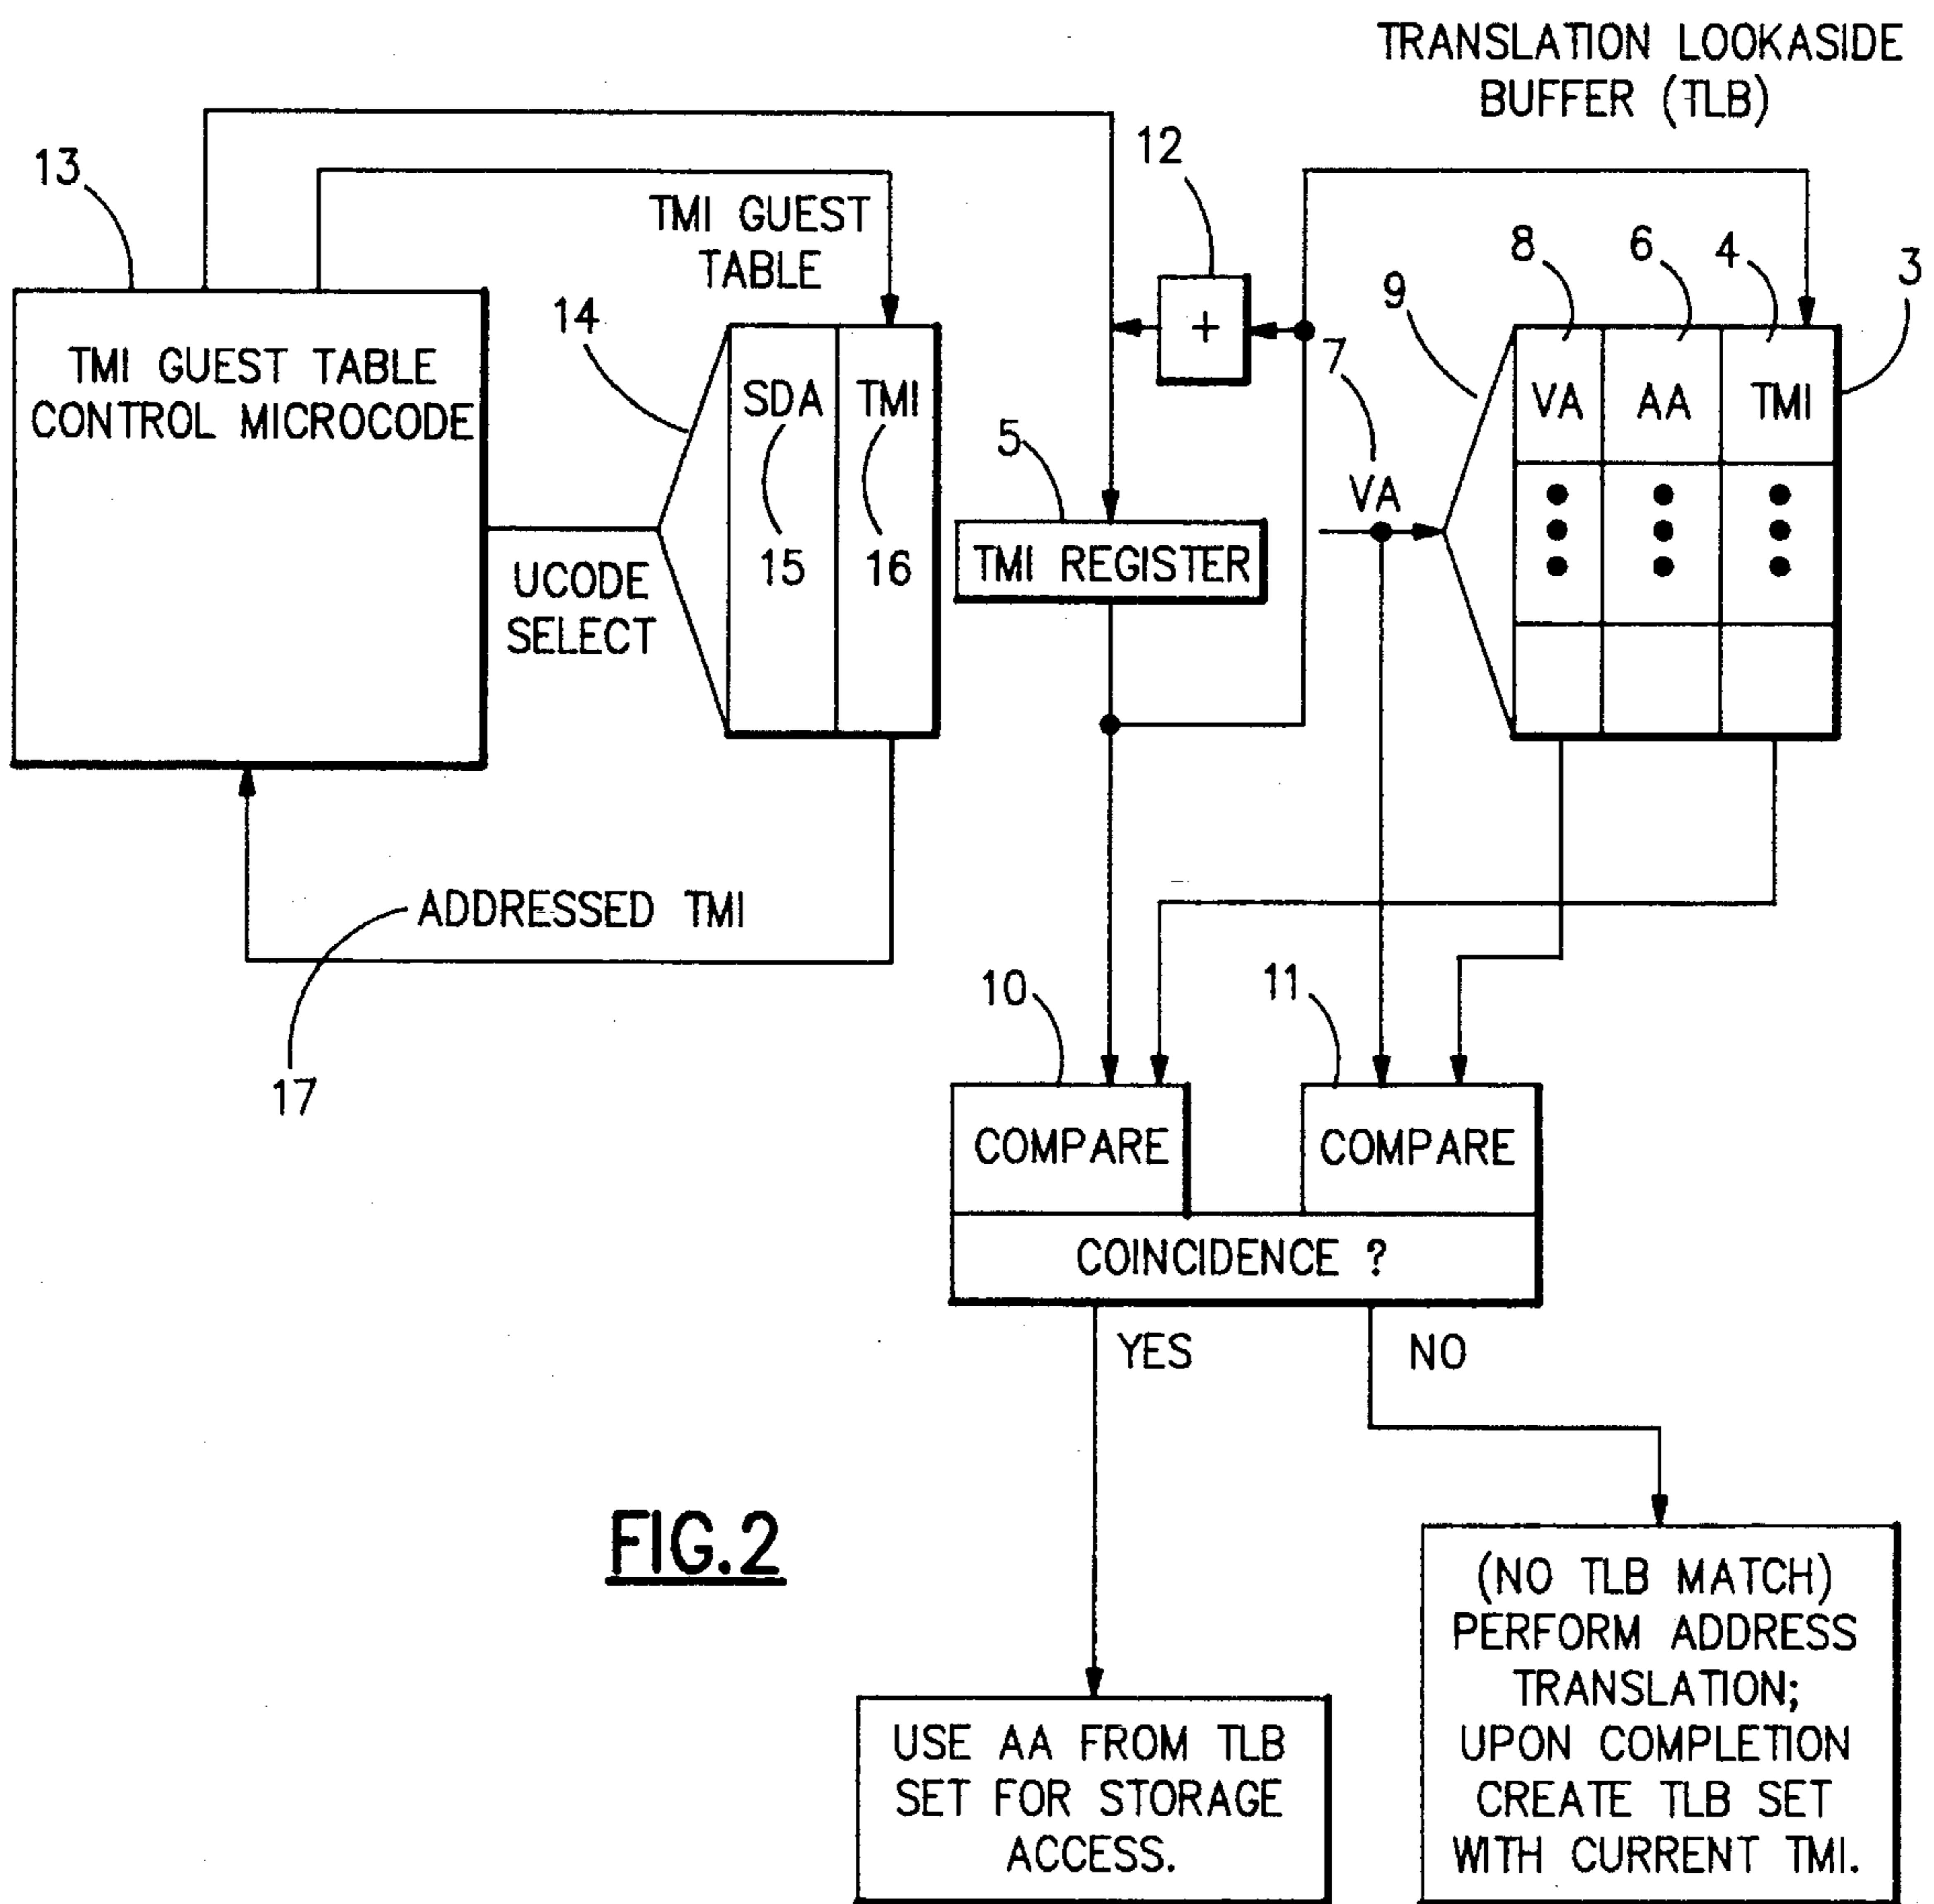 TRANSLATION LOOKASIDE
BUFFER (TLB)
13
12
TMI GUEST
TABLE
8
6
4
3
9
14
7
TMI GUEST TABLE
CONTROL MICROCODE
SDA
TMI
+
VA
AA
TMI
5
VA
15
16
TMI REGISTER
UCODE
SELECT
ADDRESSED TMI
17
10
11
COMPARE
COMPARE
COINCIDENCE ?
YES
NO
FIG.2
(NO TLB MATCH)
PERFORM ADDRESS
TRANSLATION;
UPON COMPLETION
CREATE TLB SET
WITH CURRENT TMI.
USE AA FROM TLB
SET FOR STORAGE
ACCESS.